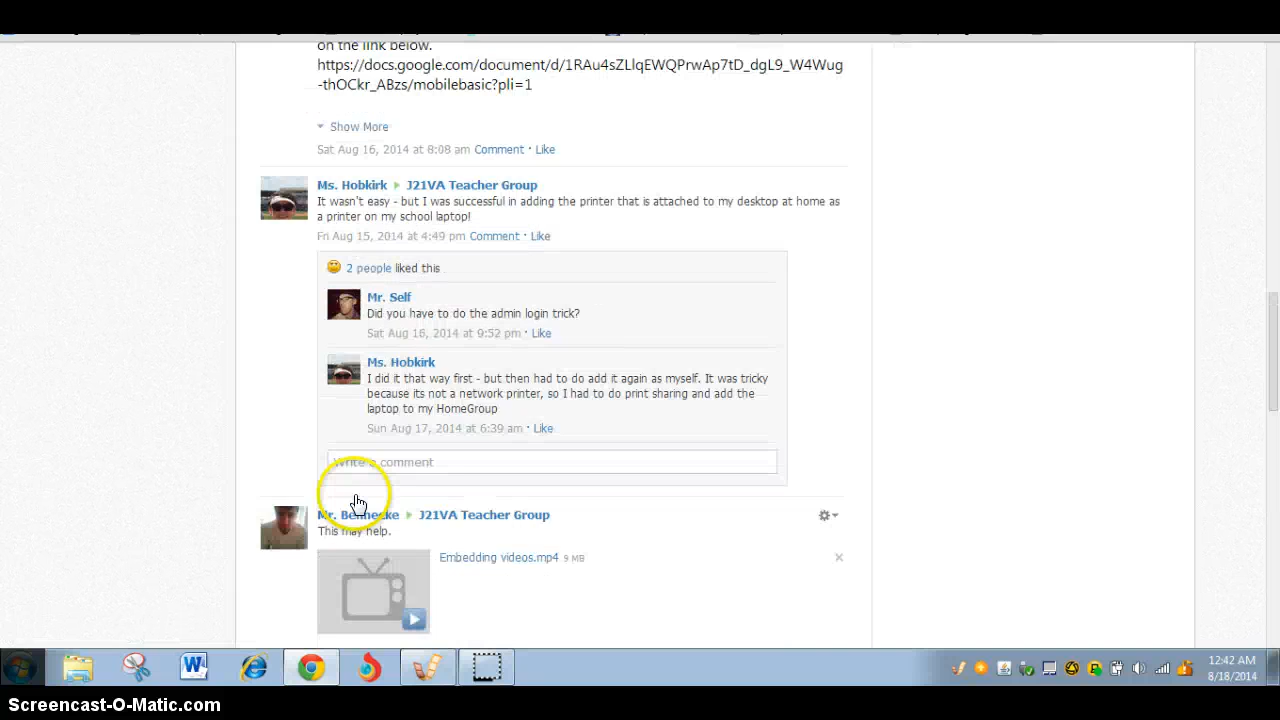 on the link below.
https://docs.google.com/document/d/1RAu4sZLlqEWQPrwAp7tD_dgL9_W4Wug
-thOCkr_ABzs/mobilebasic?pli=1
Show More
Sat Aug 16, 2014 at 8:08 am Comment · Like
Ms. Hobkirk J21VA Teacher Group
It wasn't easy - but I was successful in adding the printer that is attached to my desktop at home as
a printer on my school laptop!
Fri Aug 15, 2014 at 4:49 pm Comment · Like
2 people liked this
Mr. Self
Did you have to do the admin login trick?
Sat Aug 16, 2014 at 9:52 pm · Like
Ms. Hobkirk
I did it that way first - but then had to do add it again as myself. It was tricky
because its not a network printer, so I had to do print sharing and add the
laptop to my HomeGroup
Sun Aug 17, 2014 at 6:39 am · Like
Write a comment
Mr. Bennecke J21VA Teacher Group
This may help.
Embedding videos.mp4 9 MB
12:42 AM
8/18/2014
Screencast-O-Matic.com